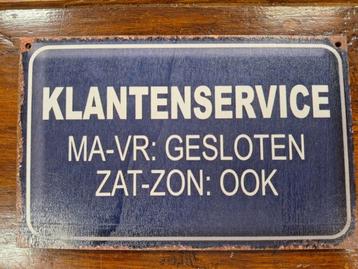 KLANTENSERVICE
MA-VR: GESLOTEN
ZAT-ZON: OOK